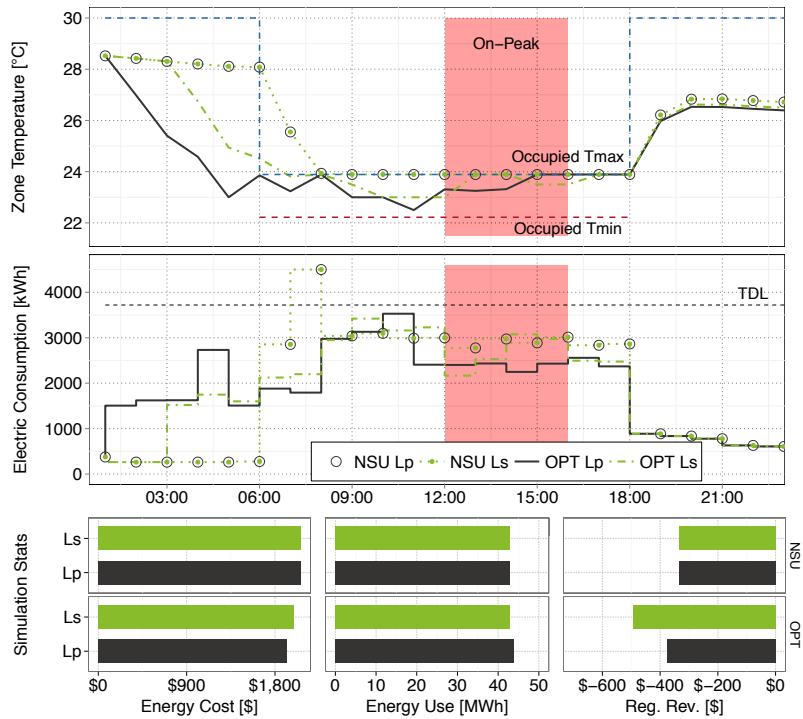 Zone Temperature [°C]
30
28
26
24
22
On−Peak
Occupied Tmax
Occupied Tmin
Electric Consumption [kWh]
4000
3000
2000
1000
0
TDL
NSU Lp NSU Ls OPT Lp OPT Ls
03:00 06:00 09:00 12:00 15:00 18:00 21:00
Simulation Stats
Ls
Lp
NSU
Ls
Lp
OPT
$0 $900 $1,800
0 10 20 30 40 50
$−600 $−400 $−200 $0
Energy Cost [$]
Energy Use [MWh]
Reg. Rev. [$]